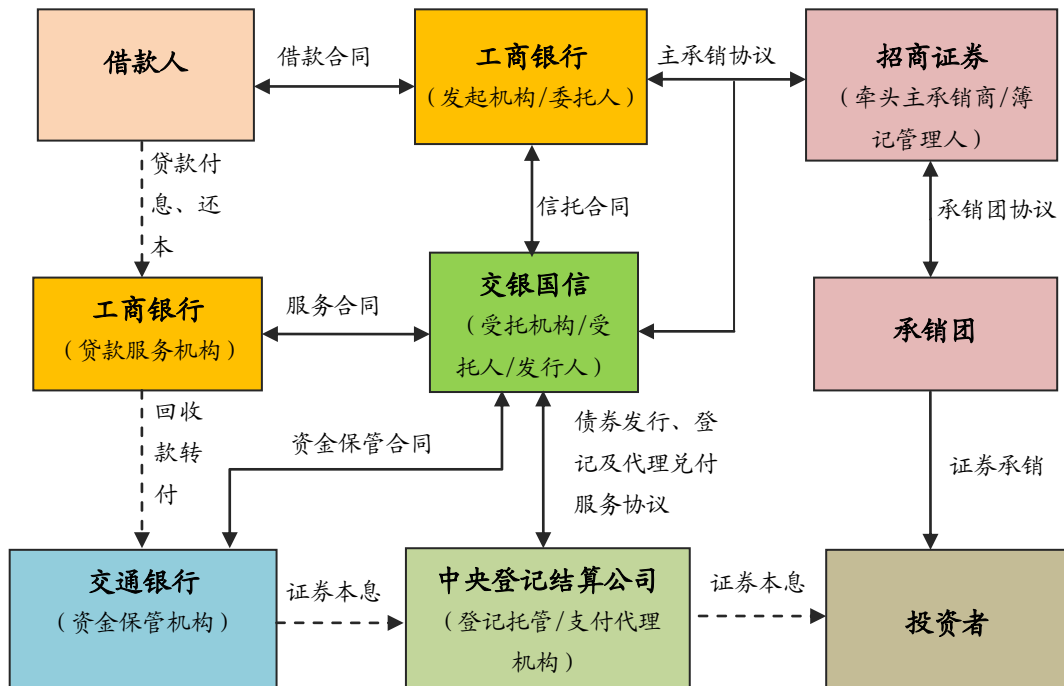 借款人
借款合同
工商银行
（发起机构/委托人）
主承销协议
招商证券
（牵头主承销商/簿
记管理人）
贷款付
息、还
本
信托合同
承销团协议
工商银行
（贷款服务机构）
服务合同
交银国信
（受托机构/受
托人/发行人）
承销团
回收
款转
付
资金保管合同
债券发行、登
记及代理兑付
服务协议
证券承销
交通银行
（资金保管机构）
证券本息
中央登记结算公司
（登记托管/支付代理
机构）
证券本息
投资者